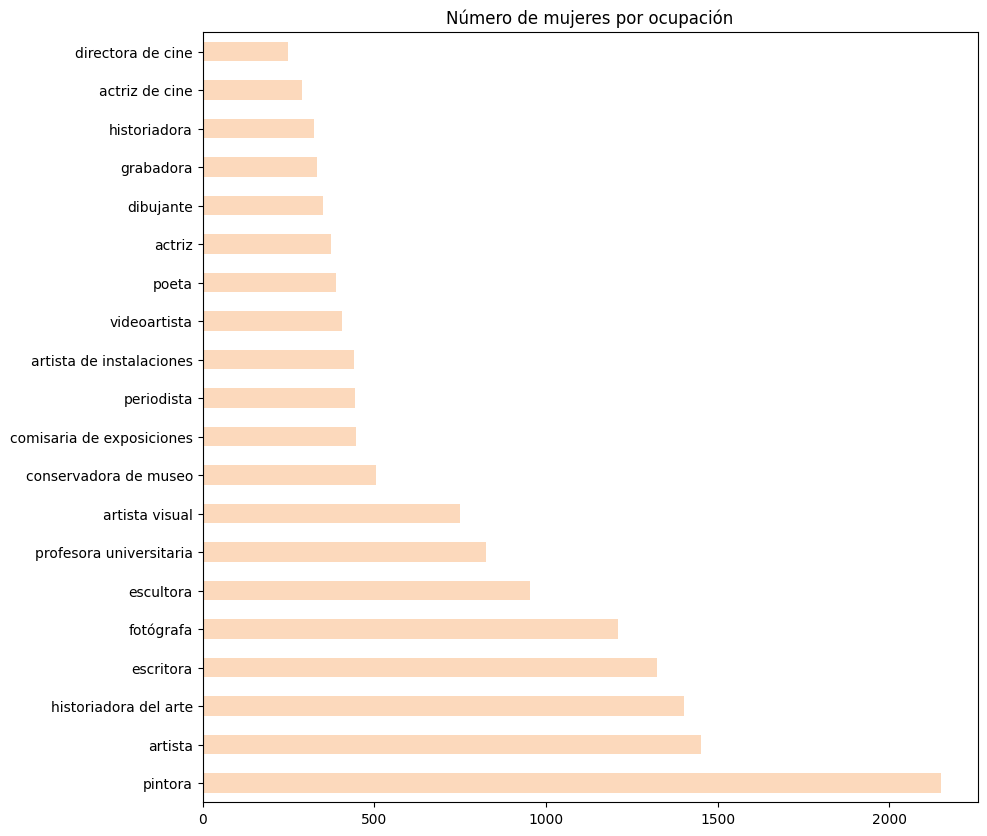 Número de mujeres por ocupación
directora de cine
actriz de cine
historiadora
grabadora
dibujante
actriz
poeta
videoartista
artista de instalaciones
periodista
comisaria de exposiciones
conservadora de museo
artista visual
profesora universitaria
escultora
fotógrafa
escritora
historiadora del arte
artista
pintora
0 500 1000 1500 2000